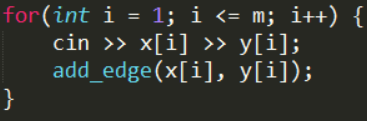 for(int i = 1; i <= m; i++) {
    cin >> x[i] >> y[i];
    add_edge(x[i], y[i]);
}